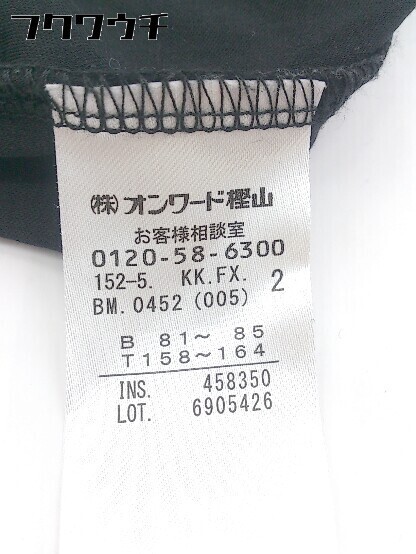 フクウウチ
(株)オンワード樫山
お客様相談室
0120-58-6300
152-5. KK.FX. 2
BM.0452 (005)
B 81〜 85
T158〜164
INS. 458350
LOT. 6905426